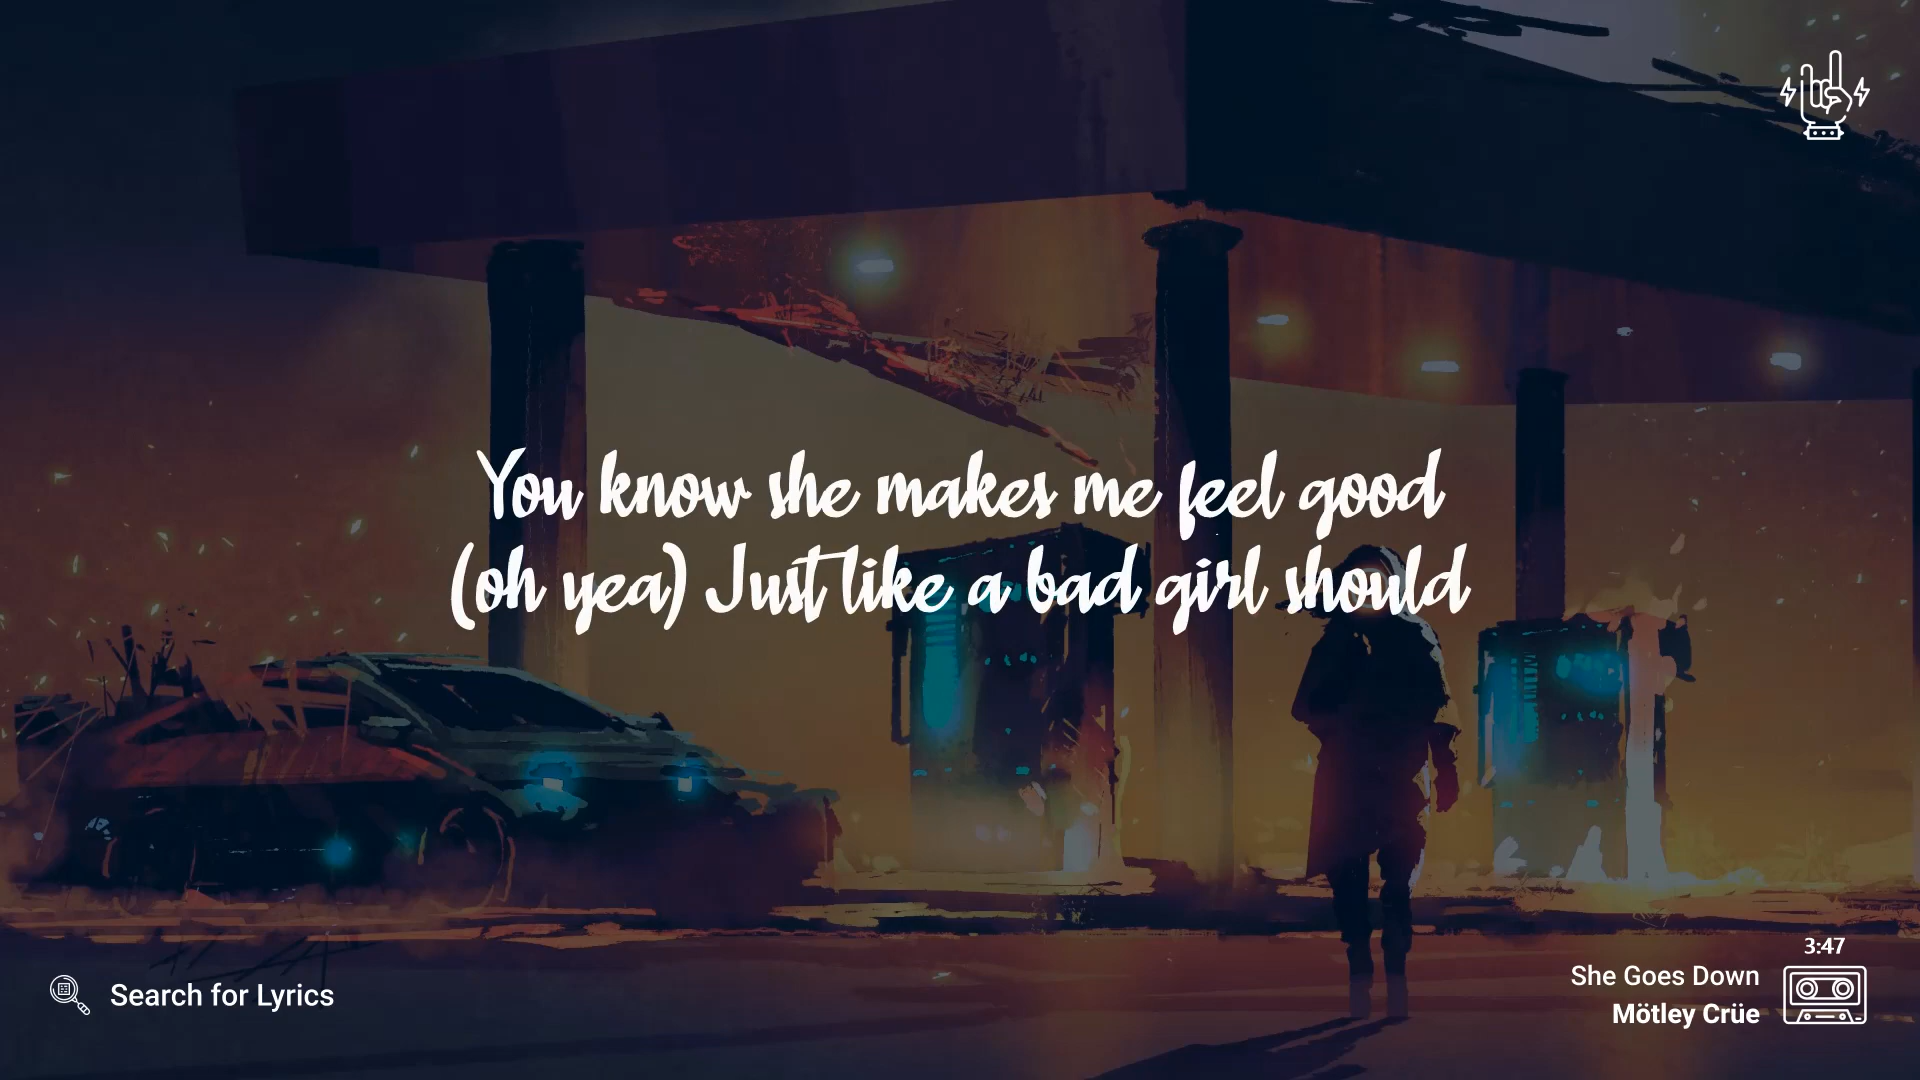 You know she makes me feel good
(oh yea) Just like a bad girl should
Search for Lyrics
3:47
She Goes Down
Mötley Crüe